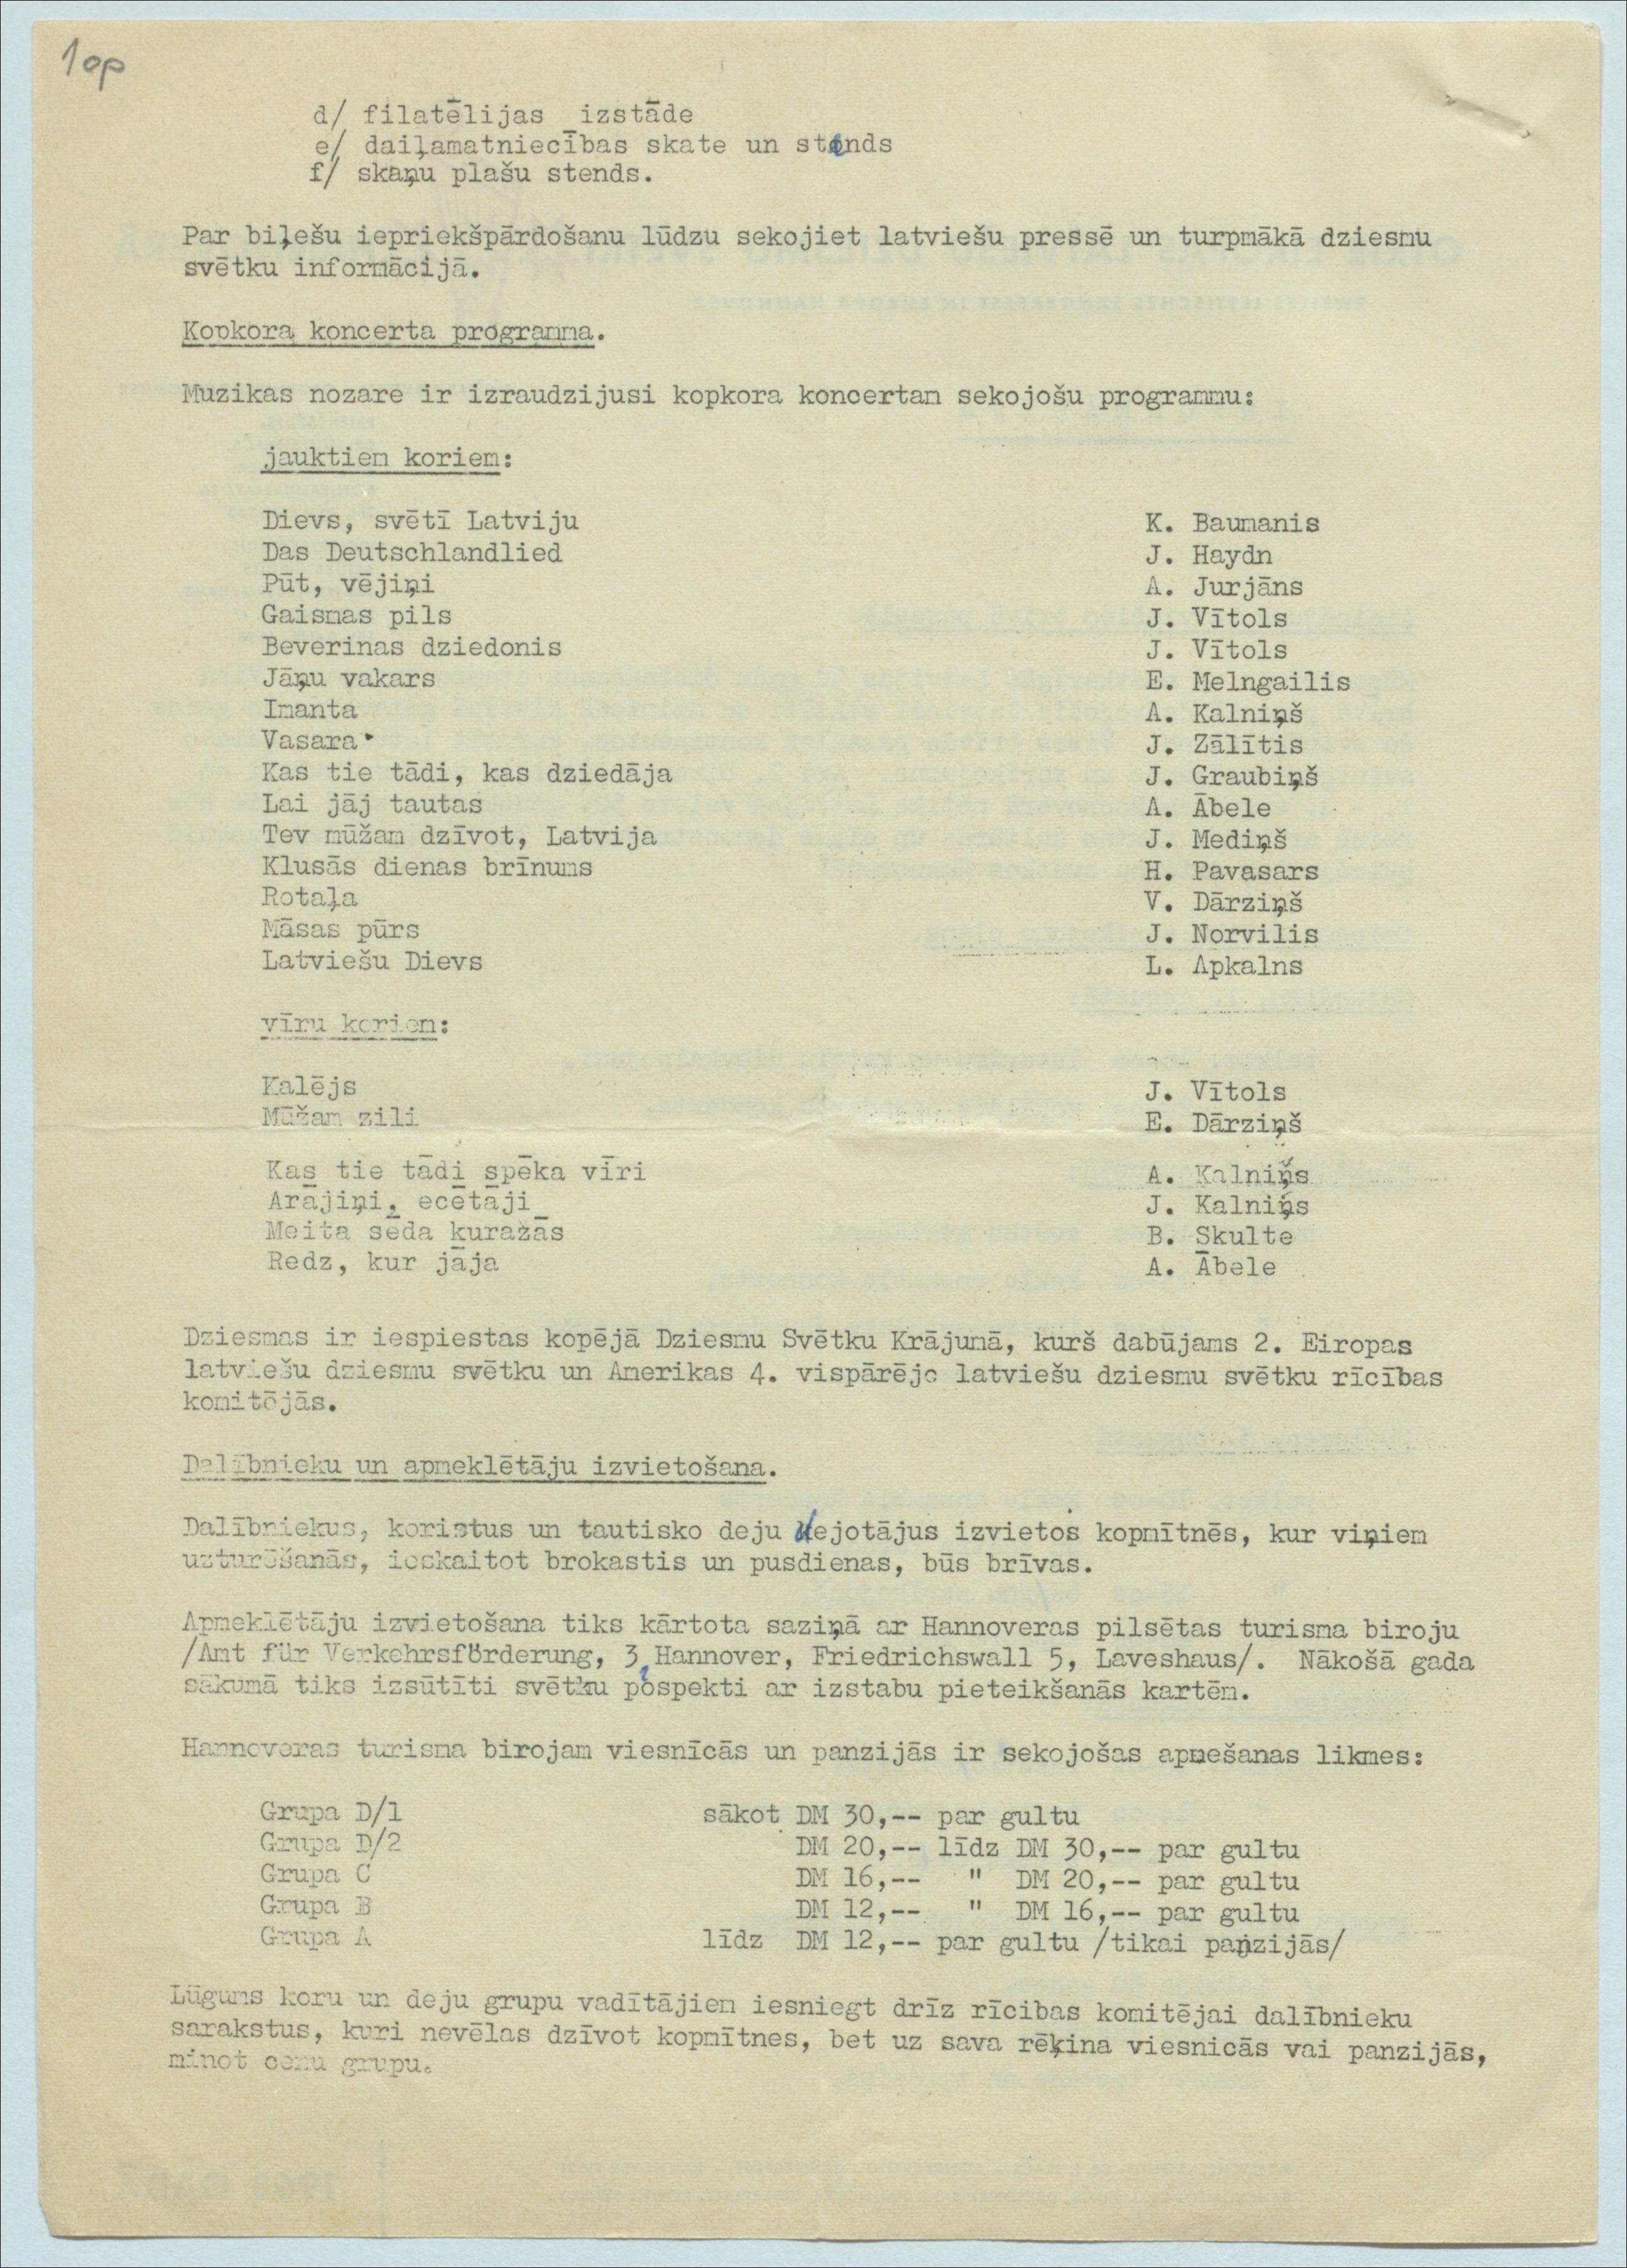 1op
d/ filatēlijas izstāde
e/ daiļamatniecības skate un stends
f/ skaņu plašu stends.
Par biļešu iepriekšpārdošanu lūdzu sekojiet latviešu pressē un turpmākā dziesmu
svētku informācijā.
Kopkora koncerta programma.
Muzikas nozare ir izraudzijusi kopkora koncertam sekojošu programmu:
jauktiem koriem:
Dievs, svētī Latviju K. Baumanis
Das Deutschlandlied J. Haydn
Pūt, vējiņi A. Jurjāns
Gaismas pils J. Vītols
Beverinas dziedonis J. Vītols
Jāņu vakars E. Melngailis
Imanta A. Kalniņš
Vasara J. Zālītis
Kas tie tādi, kas dziedāja J. Graubiņš
Lai jāj tautas A. Ābele
Tev mūžam dzīvot, Latvija J. Mediņš
Klusās dienas brīnums H. Pavasars
Rotaļa V. Dārziņš
Māsas pūrs J. Norvilis
Latviešu Dievs L. Apkalns
vīru koriem:
Kalējs J. Vītols
Mūžam zili E. Dārziņš
Kas tie tādi spēka vīri A. Kalniņš
Arājiņi, ecētāji J. Kalniņš
Meita sēda kuražās B. Skulte
Redz, kur jāja A. Ābele
Dziesmas ir iespiestas kopējā Dziesmu Svētku Krājumā, kurš dabūjams 2. Eiropas
latviešu dziesmu svētku un Amerikas 4. vispārējo latviešu dziesmu svētku rīcības
komitējās.
Dalībnieku un apmeklētāju izvietošana.
Dalībniekus, koristus un tautisko deju dejotājus izvietos kopmītnēs, kur viņiem
uzturēšanās, ieskaitot brokastis un pusdienas, būs brīvas.
Apmeklētāju izvietošana tiks kārtota saziņā ar Hannoveras pilsētas turisma biroju
/Amt für Verkehrsförderung, 3, Hannover, Friedrichswall 5, Laveshaus/. Nākošā gada
sākumā tiks izsūtīti svētku pospekti ar izstabu pieteikšanās kartēm.
Hannoveras turisma birojam viesnīcās un panzijās ir sekojošas apmešanas likmes:
Grupa D/1 sākot DM 30,-- par gultu
Grupa D/2 DM 20,-- līdz DM 30,-- par gultu
Grupa C DM 16,-- " DM 20,-- par gultu
Grupa B DM 12,-- " DM 16,-- par gultu
Grupa A līdz DM 12,-- par gultu /tikai panzijās/
Lūgums koru un deju grupu vadītājiem iesniegt drīz rīcibas komitējai dalībnieku
sarakstus, kuri nevēlas dzīvot kopmītnes, bet uz sava rēķina viesnicās vai panzijās,
minot cenu grupu.